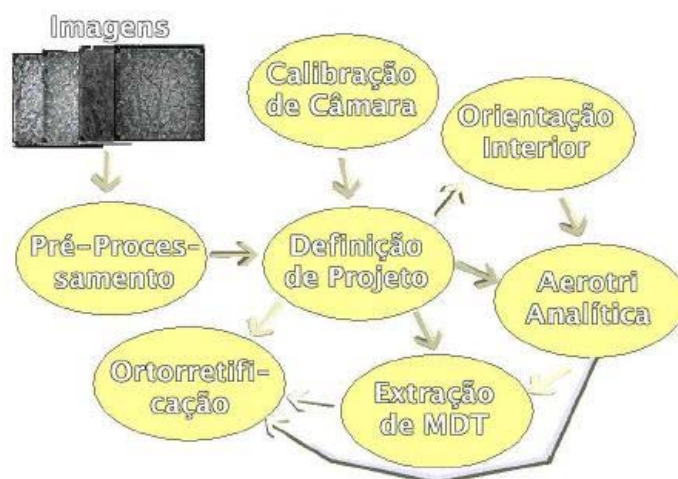 Imagens
Calibração
de Câmara
Orientação
Interior
Pré-Proces-
samento
Definição
de Projeto
Aerotri
Analítica
Ortorretifi-
cação
Extração
de MDT